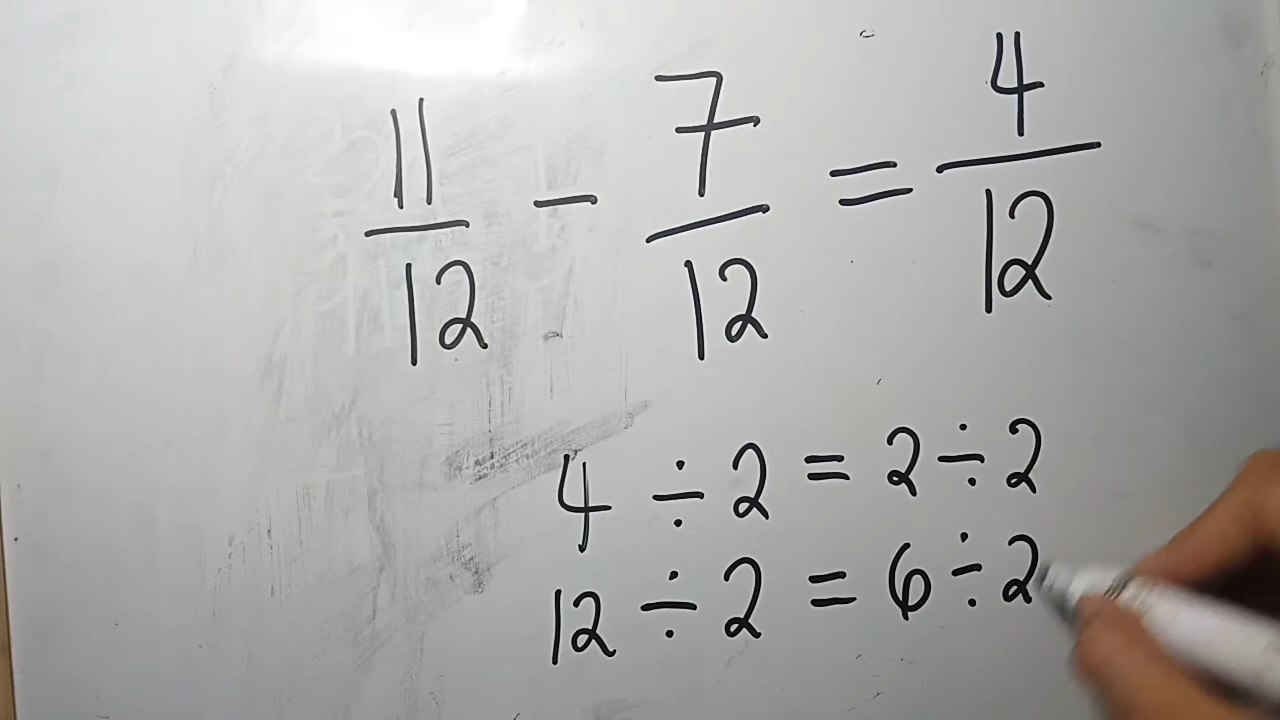 11/12 - 7/12 = 4/12
4 ÷ 2 = 2 ÷ 2
12 ÷ 2 = 6 ÷ 2